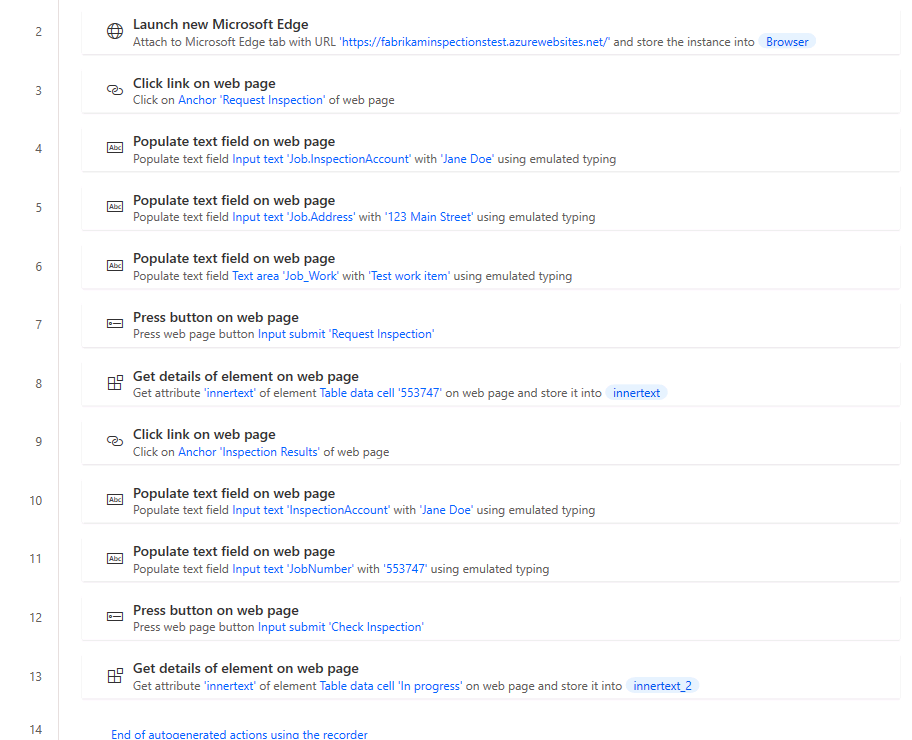 2
Launch new Microsoft Edge
Attach to Microsoft Edge tab with URL 'https://fabrikaminspectionstest.azurewebsites.net/' and store the instance into Browser
3
Click link on web page
Click on Anchor 'Request Inspection' of web page
4
Abc
Populate text field on web page
Populate text field Input text 'Job.InspectionAccount' with 'Jane Doe' using emulated typing
5
Abc
Populate text field on web page
Populate text field Input text 'Job.Address' with '123 Main Street' using emulated typing
6
Abc
Populate text field on web page
Populate text field Text area 'Job_Work' with 'Test work item' using emulated typing
7
Press button on web page
Press web page button Input submit 'Request Inspection'
8
Get details of element on web page
Get attribute 'innertext' of element Table data cell '553747' on web page and store it into innertext
9
Click link on web page
Click on Anchor 'Inspection Results' of web page
10
Abc
Populate text field on web page
Populate text field Input text 'InspectionAccount' with 'Jane Doe' using emulated typing
11
Abc
Populate text field on web page
Populate text field Input text 'JobNumber' with '553747' using emulated typing
12
Press button on web page
Press web page button Input submit 'Check Inspection'
13
Get details of element on web page
Get attribute 'innertext' of element Table data cell 'In progress' on web page and store it into innertext_2
14
End of autogenerated actions using the recorder